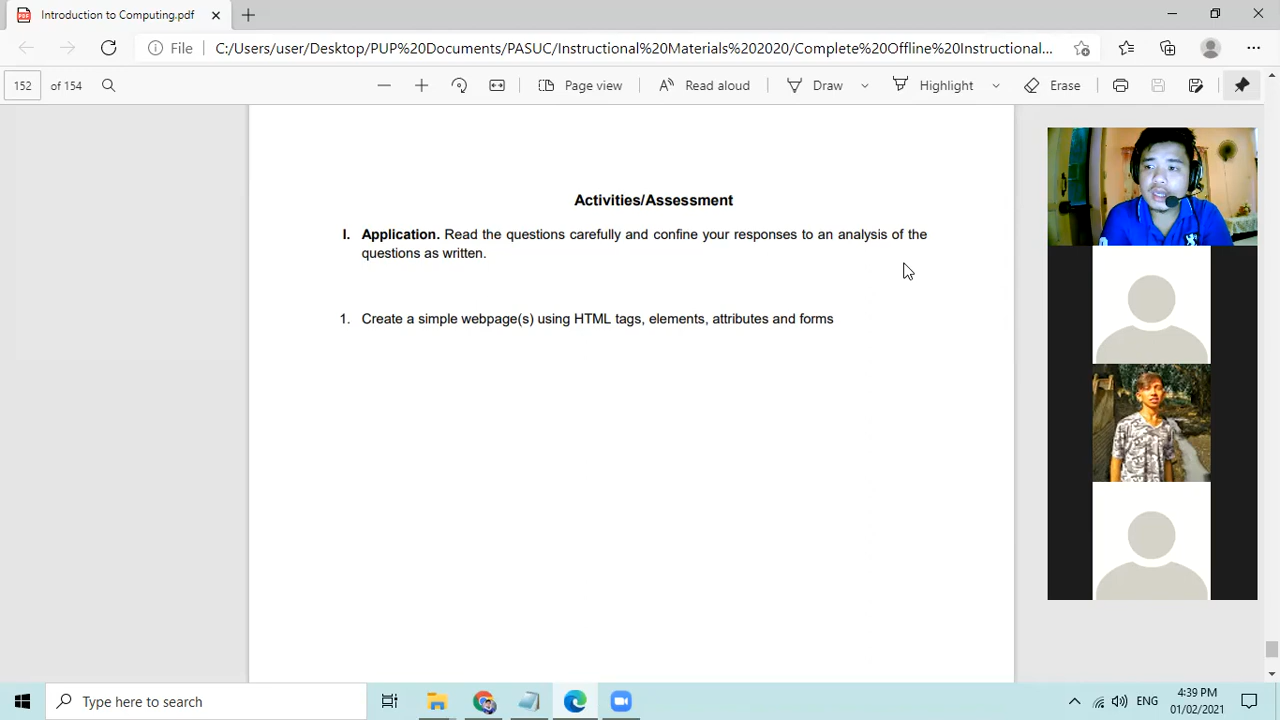 Introduction to Computing.pdf
File
C:/Users/user/Desktop/PUP%20Documents/PASUC/Instructional%20Materials%202020/Complete%20Offline%20Instructional...
152 of 154
Page view
Read aloud
Draw
Highlight
Erase
Activities/Assessment
I. Application. Read the questions carefully and confine your responses to an analysis of the
questions as written.
1. Create a simple webpage(s) using HTML tags, elements, attributes and forms
Type here to search
ENG
4:39 PM
01/02/2021